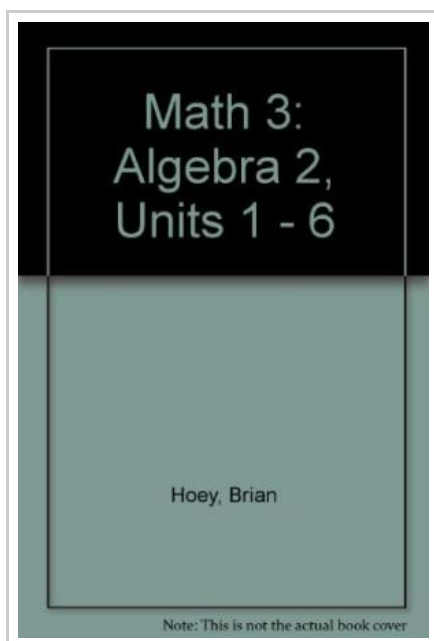 Math 3:
Algebra 2,
Units 1 - 6
Hoey, Brian
Note: This is not the actual book cover